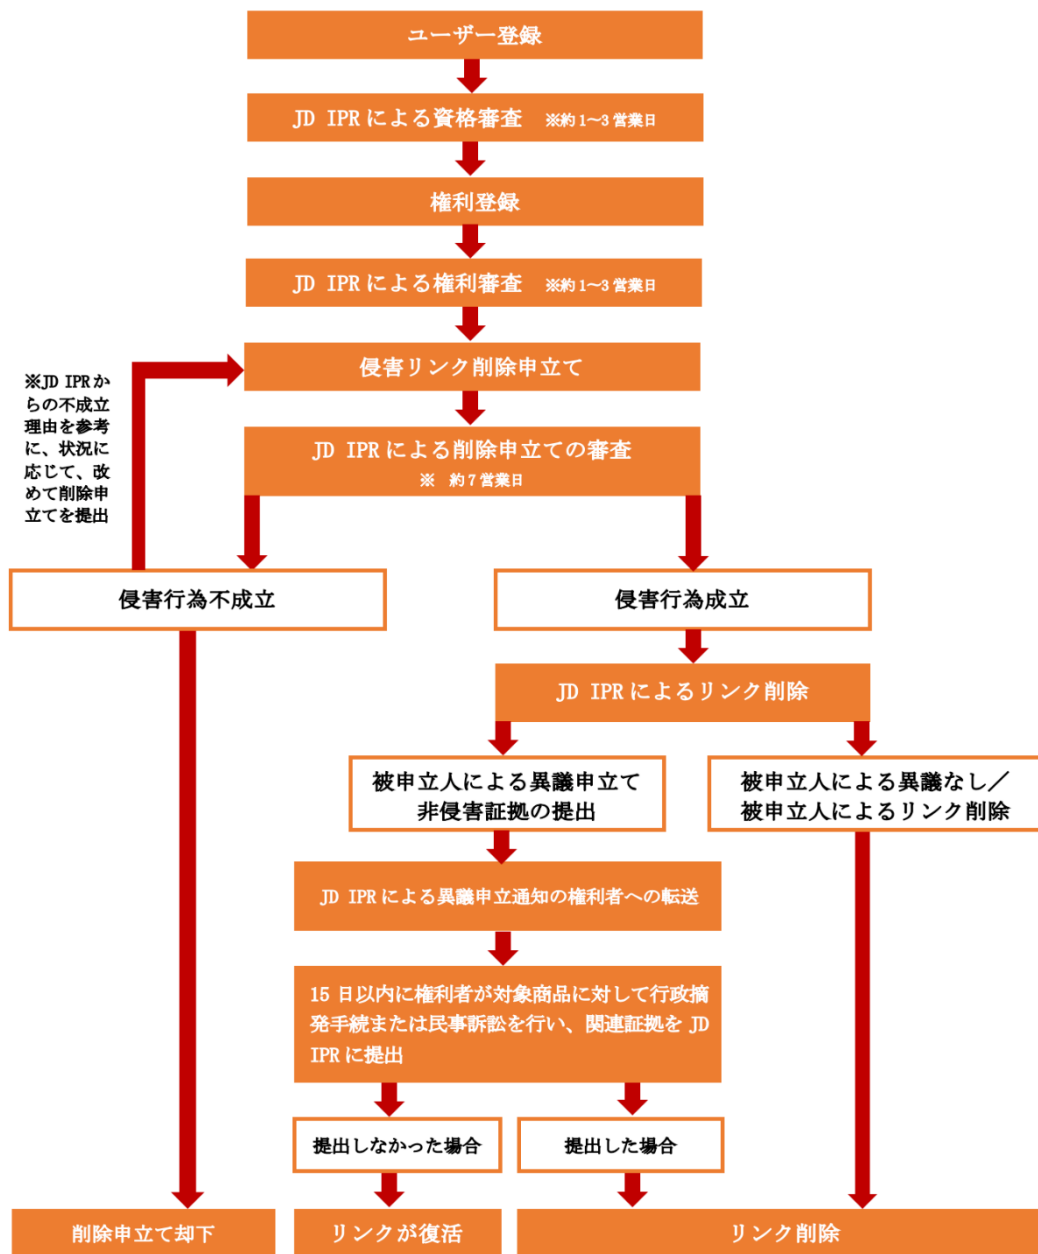 ユーザー登録
JD IPR による資格審査 ※約 1～3 営業日
権利登録
JD IPR による権利審査 ※約 1～3 営業日
侵害リンク削除申立て
※JD IPR か
らの不成立
理由を参考
に、状況に
応じて、改
めて削除申
立てを提出
JD IPR による削除申立ての審査
※ 約 7 営業日
侵害行為不成立
侵害行為成立
JD IPR によるリンク削除
被申立人による異議申立て
非侵害証拠の提出
被申立人による異議なし／
被申立人によるリンク削除
JD IPR による異議申立通知の権利者への転送
15 日以内に権利者が対象商品に対して行政摘
発手続または民事訴訟を行い、関連証拠を JD
IPR に提出
提出しなかった場合
提出した場合
削除申立て却下
リンクが復活
リンク削除